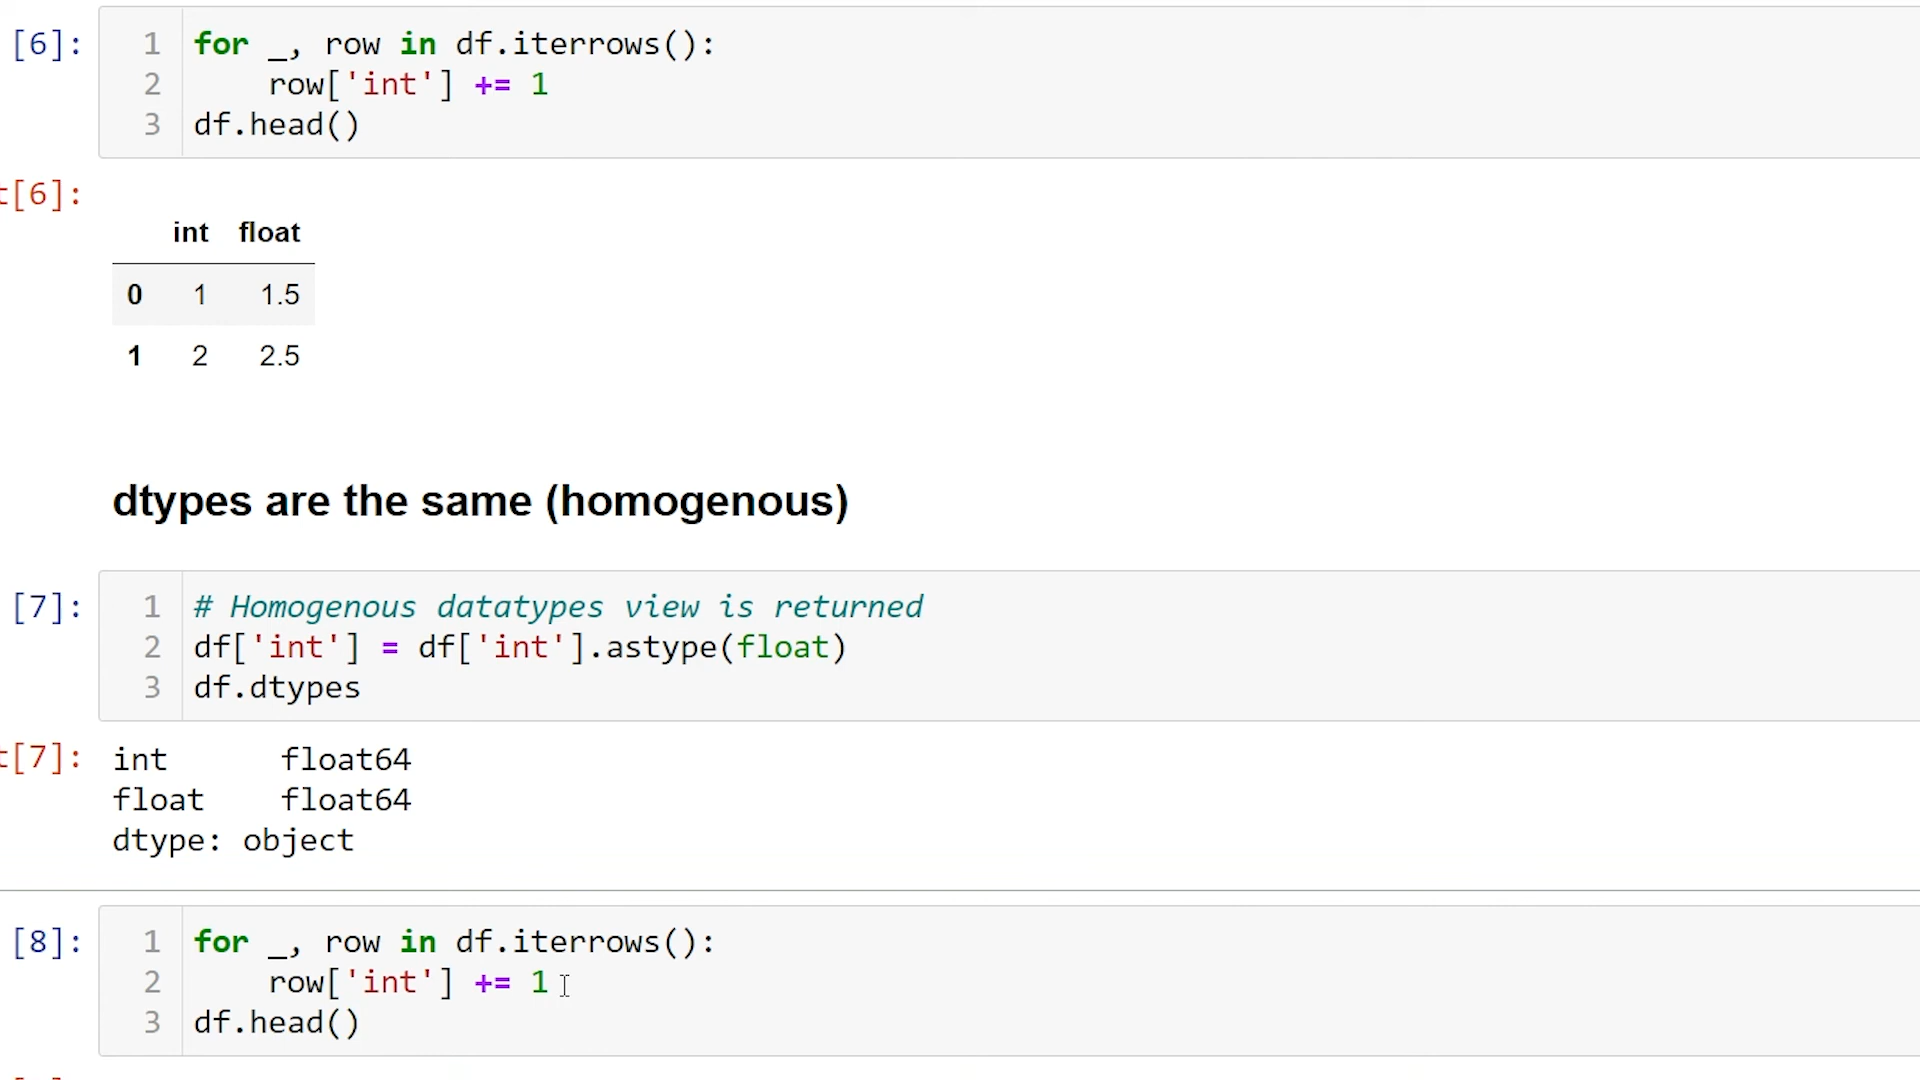 [6]: 1 for _, row in df.iterrows():
2 row['int'] += 1
3 df.head()
t[6]:
int float
0 1 1.5
1 2 2.5
dtypes are the same (homogenous)
[7]: 1 # Homogenous datatypes view is returned
2 df['int'] = df['int'].astype(float)
3 df.dtypes
t[7]: int float64
float float64
dtype: object
[8]: 1 for _, row in df.iterrows():
2 row['int'] += 1
3 df.head()